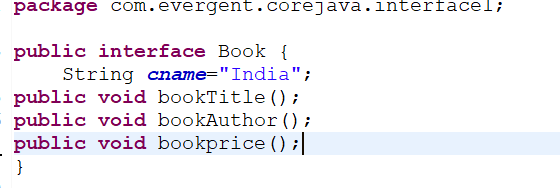 package com.evergent.corejava.interface1;
public interface Book {
String cname="India";
public void bookTitle();
public void bookAuthor();
public void bookprice();
}